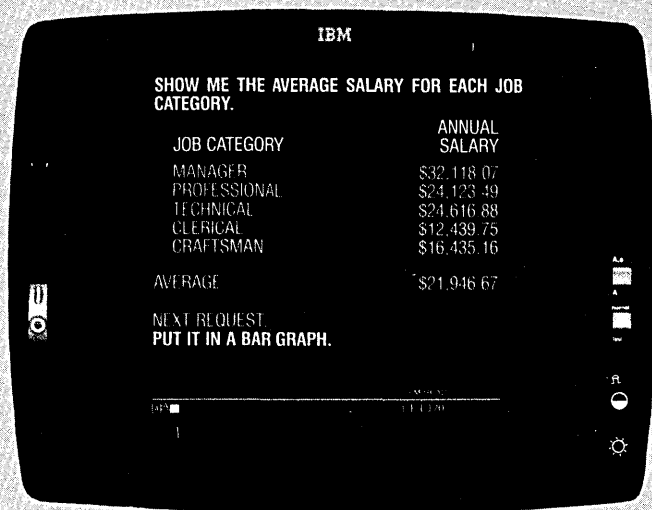 IBM
SHOW ME THE AVERAGE SALARY FOR EACH JOB
CATEGORY.
ANNUAL
JOB CATEGORY SALARY
MANAGER $32,118.07
PROFESSIONAL $24,123.49
TECHNICAL $24,616.88
CLERICAL $12,439.75
CRAFTSMAN $16,435.16
AVERAGE $21,946.67
NEXT REQUEST.
PUT IT IN A BAR GRAPH.